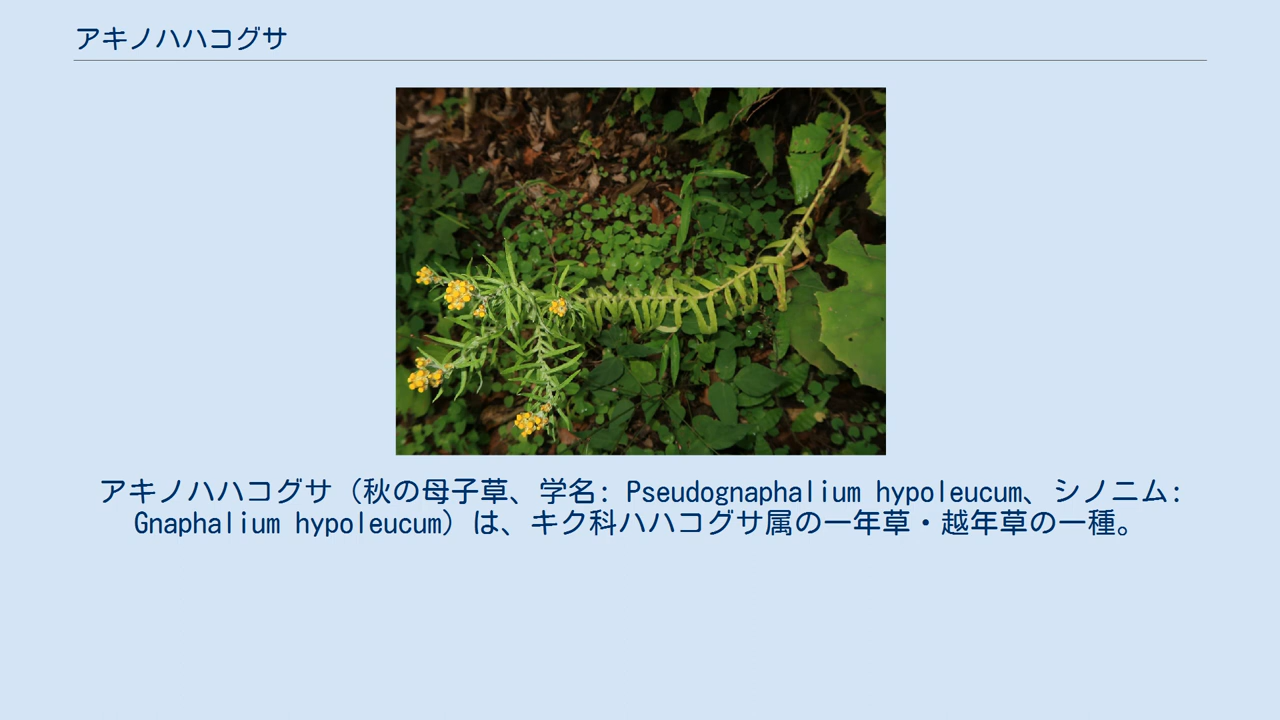 アキノハハコグサ
アキノハハコグサ（秋の母子草、学名: Pseudognaphalium hypoleucum、シノニム:
Gnaphalium hypoleucum）は、キク科ハハコグサ属の一年草・越年草の一種。